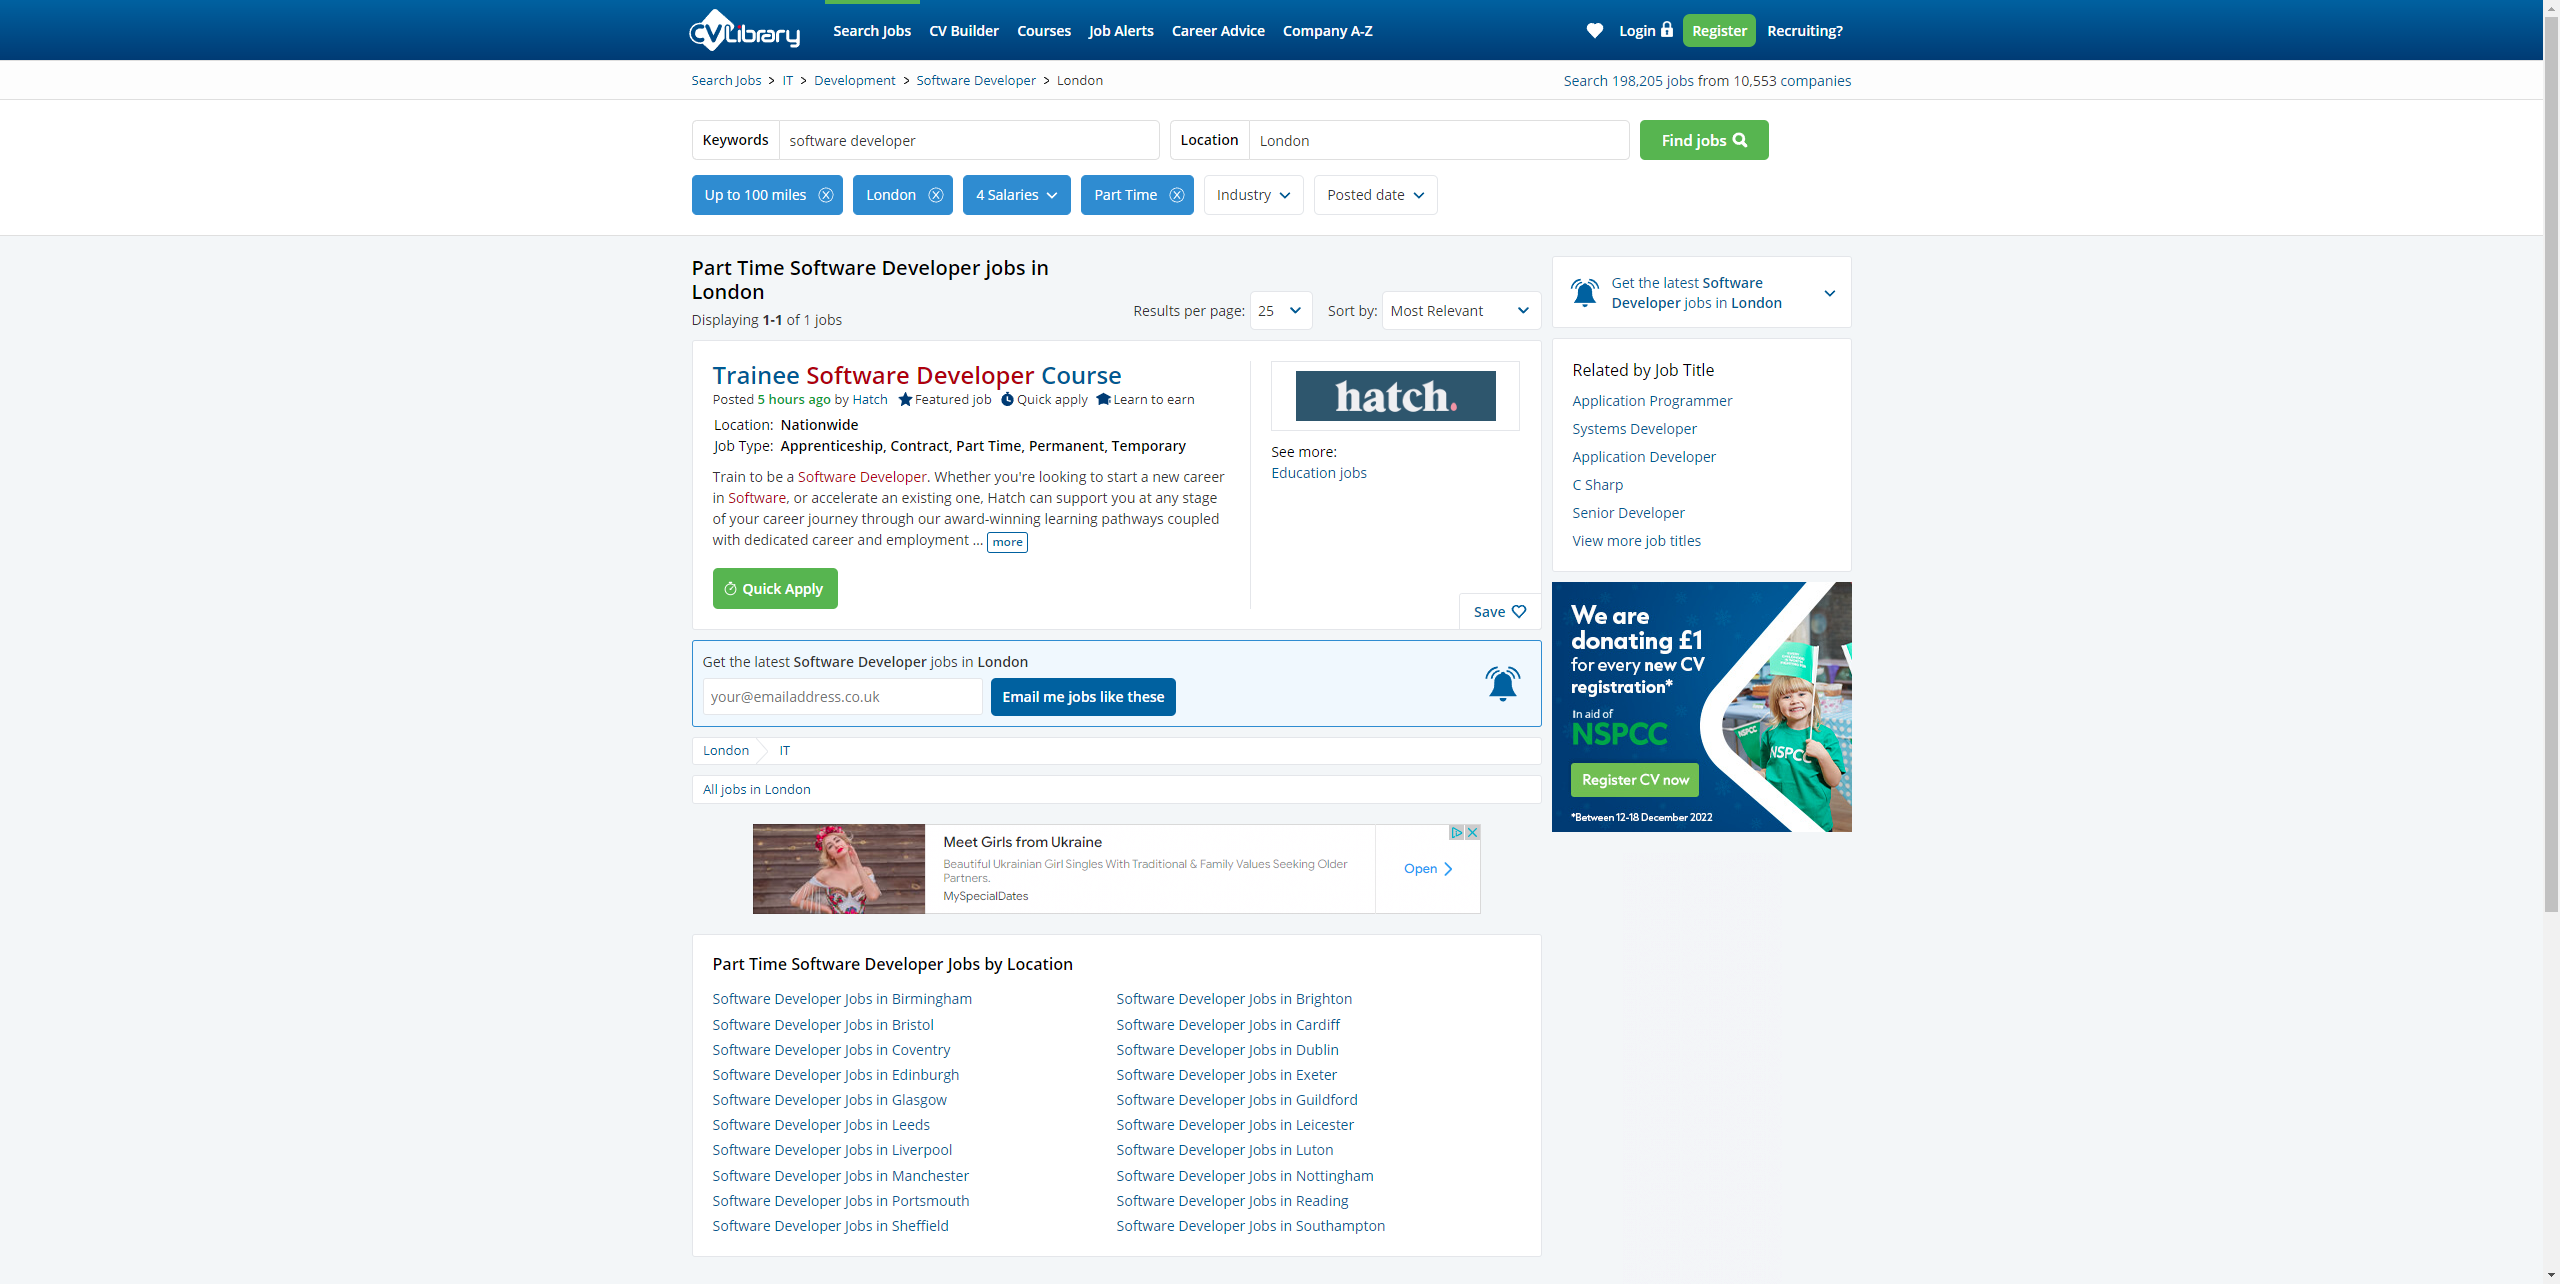 CV Library
Search Jobs CV Builder Courses Job Alerts Career Advice Company A-Z Login Register Recruiting?
Search Jobs > IT > Development > Software Developer > London
Search 198,205 jobs from 10,553 companies
Keywords software developer Location London Find jobs
Up to 100 miles London 4 Salaries Part Time Industry Posted date
Part Time Software Developer jobs in
London
Displaying 1-1 of 1 jobs
Results per page: 25 Sort by: Most Relevant
Trainee Software Developer Course
Posted 5 hours ago by Hatch Featured job Quick apply Learn to earn
Location: Nationwide
Job Type: Apprenticeship, Contract, Part Time, Permanent, Temporary
Train to be a Software Developer. Whether you're looking to start a new career
in Software, or accelerate an existing one, Hatch can support you at any stage
of your career journey through our award-winning learning pathways coupled
with dedicated career and employment ... more
Quick Apply
hatch.
See more:
Education jobs
Save
Get the latest Software Developer jobs in London
your@emailaddress.co.uk Email me jobs like these
London IT
All jobs in London
Meet Girls from Ukraine
Beautiful Ukrainian Girl Singles With Traditional & Family Values Seeking Older
Partners.
MySpecialDates
Open
Part Time Software Developer Jobs by Location
Software Developer Jobs in Birmingham
Software Developer Jobs in Bristol
Software Developer Jobs in Coventry
Software Developer Jobs in Edinburgh
Software Developer Jobs in Glasgow
Software Developer Jobs in Leeds
Software Developer Jobs in Liverpool
Software Developer Jobs in Manchester
Software Developer Jobs in Portsmouth
Software Developer Jobs in Sheffield
Software Developer Jobs in Brighton
Software Developer Jobs in Cardiff
Software Developer Jobs in Dublin
Software Developer Jobs in Exeter
Software Developer Jobs in Guildford
Software Developer Jobs in Leicester
Software Developer Jobs in Luton
Software Developer Jobs in Nottingham
Software Developer Jobs in Reading
Software Developer Jobs in Southampton
Get the latest Software
Developer jobs in London
Related by Job Title
Application Programmer
Systems Developer
Application Developer
C Sharp
Senior Developer
View more job titles
We are
donating £1
for every new CV
registration*
In aid of
NSPCC
Register CV now
*Between 12-18 December 2022
NSPCC
NSPCC